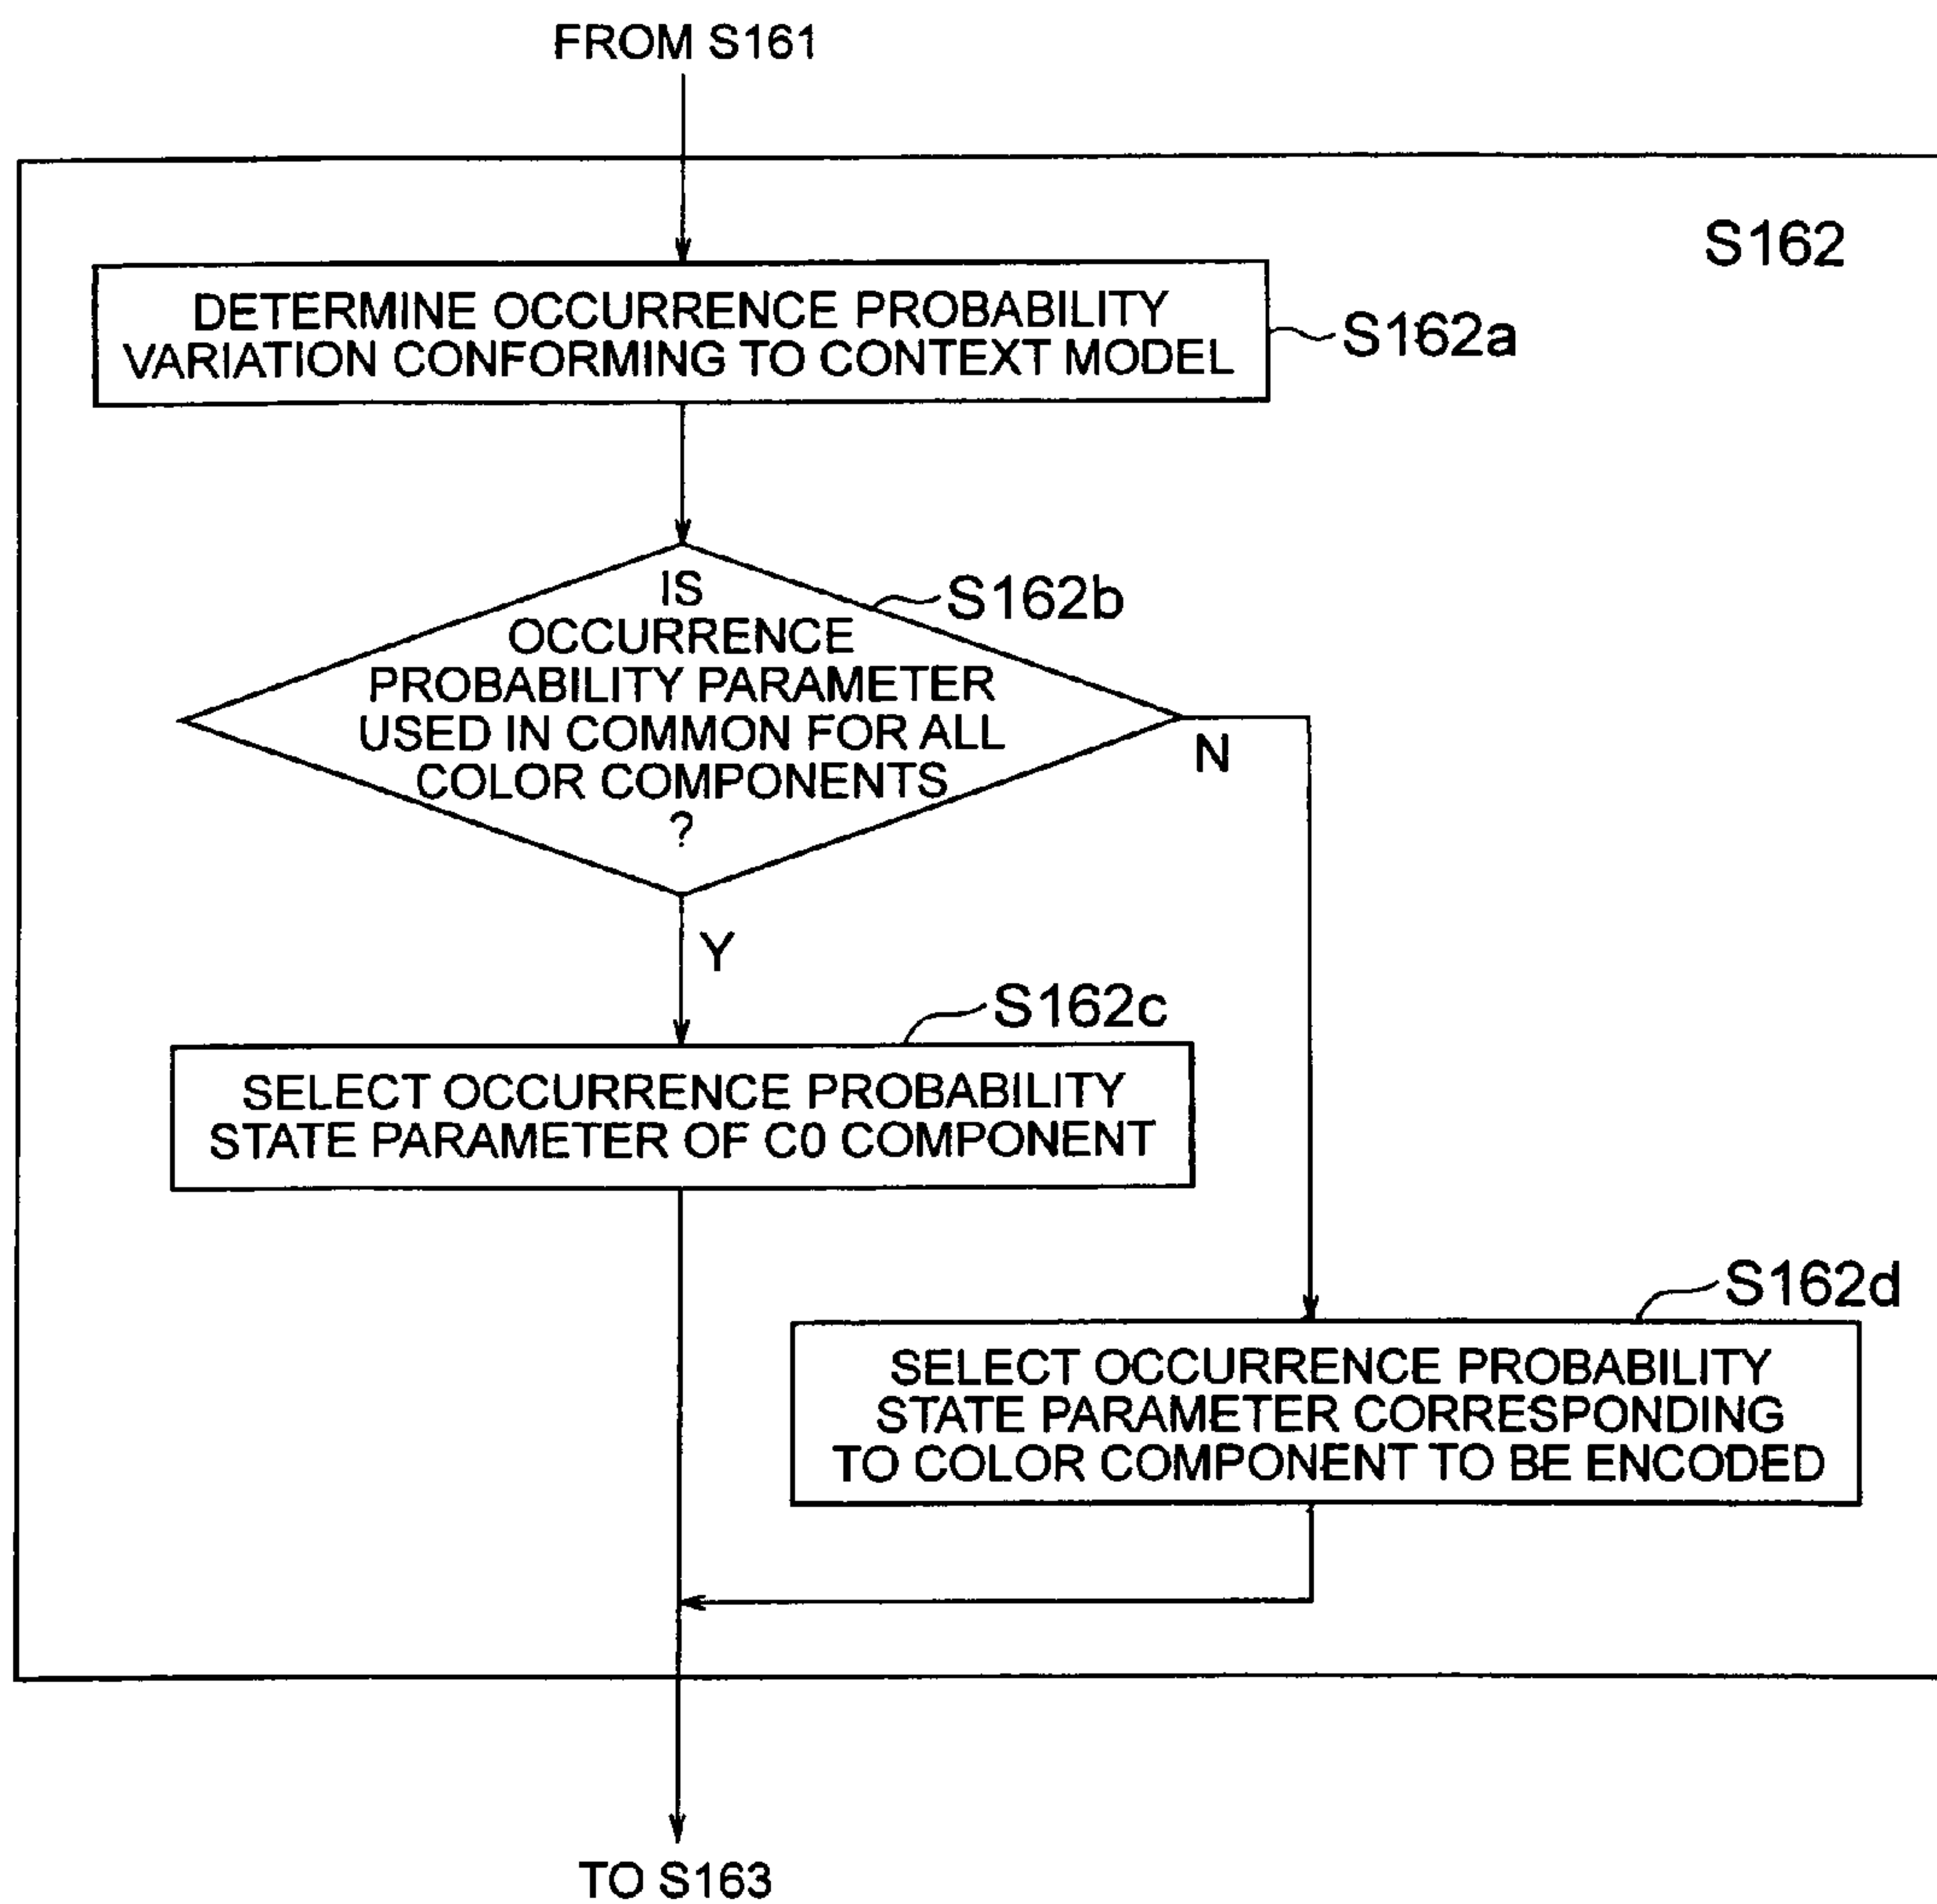 FROM S161
S162
DETERMINE OCCURRENCE PROBABILITY
VARIATION CONFORMING TO CONTEXT MODEL
S162a
IS
OCCURRENCE
PROBABILITY PARAMETER
USED IN COMMON FOR ALL
COLOR COMPONENTS
?
S162b
N
Y
S162c
SELECT OCCURRENCE PROBABILITY
STATE PARAMETER OF C0 COMPONENT
S162d
SELECT OCCURRENCE PROBABILITY
STATE PARAMETER CORRESPONDING
TO COLOR COMPONENT TO BE ENCODED
TO S163